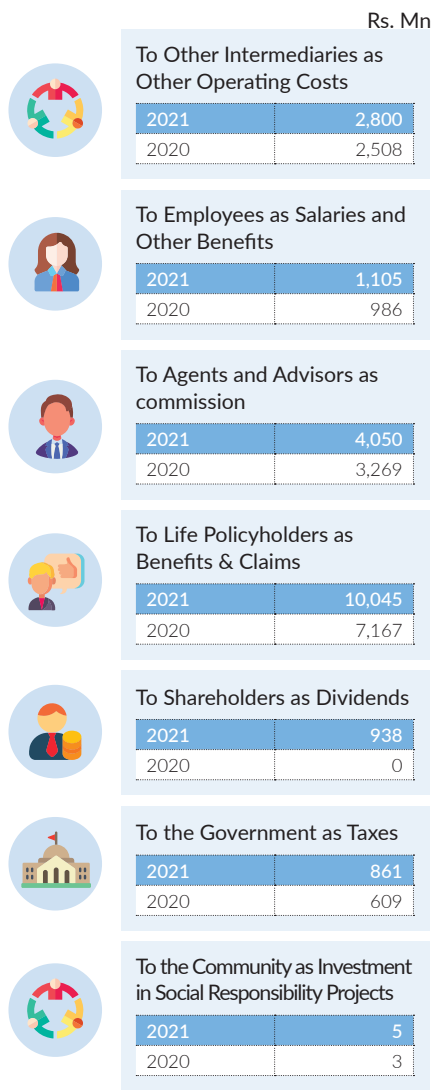 Rs. Mn
To Other Intermediaries as
Other Operating Costs
2021 2,800
2020 2,508
To Employees as Salaries and
Other Benefits
2021 1,105
2020 986
To Agents and Advisors as
commission
2021 4,050
2020 3,269
To Life Policyholders as
Benefits & Claims
2021 10,045
2020 7,167
To Shareholders as Dividends
2021 938
2020 0
To the Government as Taxes
2021 861
2020 609
To the Community as Investment
in Social Responsibility Projects
2021 5
2020 3